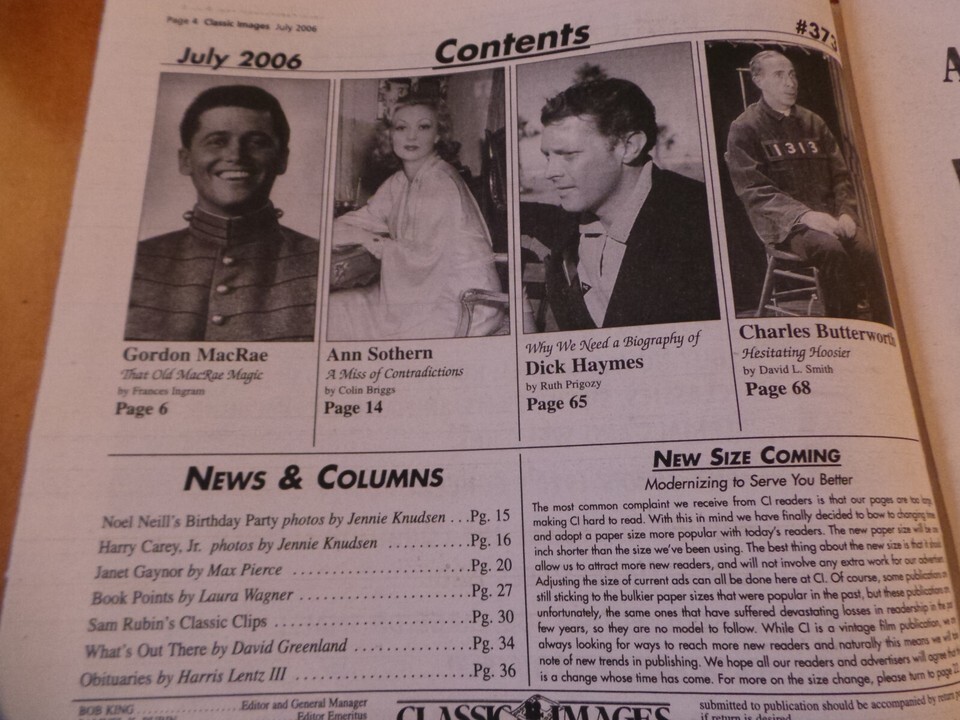 Page 4 Classic Images July 2006
July 2006
Contents
#373
1313
Gordon MacRae
That Old MacRae Magic
by Frances Ingram
Page 6
Ann Sothern
A Miss of Contradictions
by Colin Briggs
Page 14
Why We Need a Biography of
Dick Haymes
by Ruth Prigozy
Page 65
Charles Butterworth
Hesitating Hoosier
by David L. Smith
Page 68
NEWS & COLUMNS
Noel Neill's Birthday Party photos by Jennie Knudsen ...Pg. 15
Harry Carey, Jr. photos by Jennie Knudsen ..........Pg. 16
Janet Gaynor by Max Pierce ......................Pg. 20
Book Points by Laura Wagner ......................Pg. 27
Sam Rubin's Classic Clips .........................Pg. 30
What's Out There by David Greenland ...............Pg. 34
Obituaries by Harris Lentz III .......................Pg. 36
NEW SIZE COMING
Modernizing to Serve You Better
The most common complaint we receive from CI readers is that our pages are too large
making CI hard to read. With this in mind we have finally decided to bow to changing
and adopt a paper size more popular with today's readers. The new paper size will be
inch shorter than the size we've been using. The best thing about the new size is that it should
allow us to attract more new readers, and will not involve any extra work for our
Adjusting the size of current ads can all be done here at CI. Of course, some publications
still sticking to the bulkier paper sizes that were popular in the past, but these publications
unfortunately, the same ones that have suffered devastating losses in readership in the
few years, so they are no model to follow. While CI is a vintage film publication,
always looking for ways to reach more new readers and naturally this means we will
note of new trends in publishing. We hope all our readers and advertisers will agree
is a change whose time has come. For more on the size change, please turn to page
BOB KING ....................Editor and General Manager
Editor Emeritus
CLASSIC IMAGES
submitted to publication should be accompanied by return
if return is desired